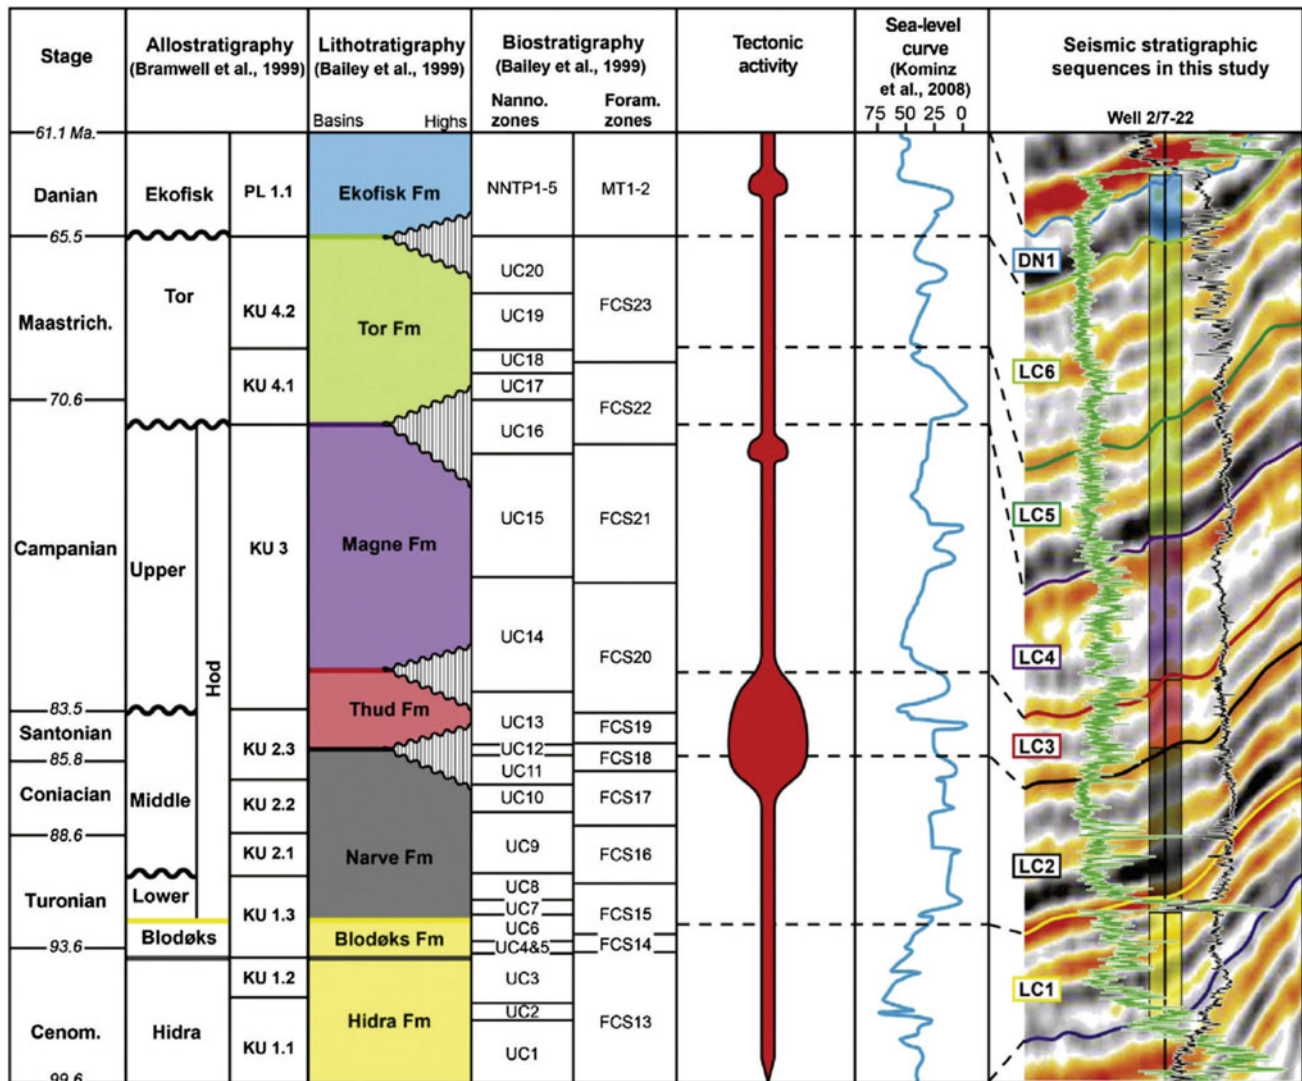 Stage
Allostratigraphy
(Bramwell et al., 1999)
Lithotratigraphy
(Bailey et al., 1999)
Basins Highs
Biostratigraphy
(Bailey et al., 1999)
Nanno.
zones
Foram.
zones
Tectonic
activity
Sea-level
curve
(Kominz
et al., 2008)
75 50 25 0
Seismic stratigraphic
sequences in this study
Well 2/7-22
61.1 Ma.
Danian
65.5
Maastrich.
70.6
Campanian
83.5
Santonian
85.8
Coniacian
88.6
Turonian
93.6
Cenom.
99.6
Ekofisk
Tor
Upper
Hod
Middle
Lower
Blodøks
Hidra
PL 1.1
KU 4.2
KU 4.1
KU 3
KU 2.3
KU 2.2
KU 2.1
KU 1.3
KU 1.2
KU 1.1
Ekofisk Fm
Tor Fm
Magne Fm
Thud Fm
Narve Fm
Blodøks Fm
Hidra Fm
NNTP1-5
UC20
UC19
UC18
UC17
UC16
UC15
UC14
UC13
UC12
UC11
UC10
UC9
UC8
UC7
UC6
UC4&5
UC3
UC2
UC1
MT1-2
FCS23
FCS22
FCS21
FCS20
FCS19
FCS18
FCS17
FCS16
FCS15
FCS14
FCS13
DN1
LC6
LC5
LC4
LC3
LC2
LC1